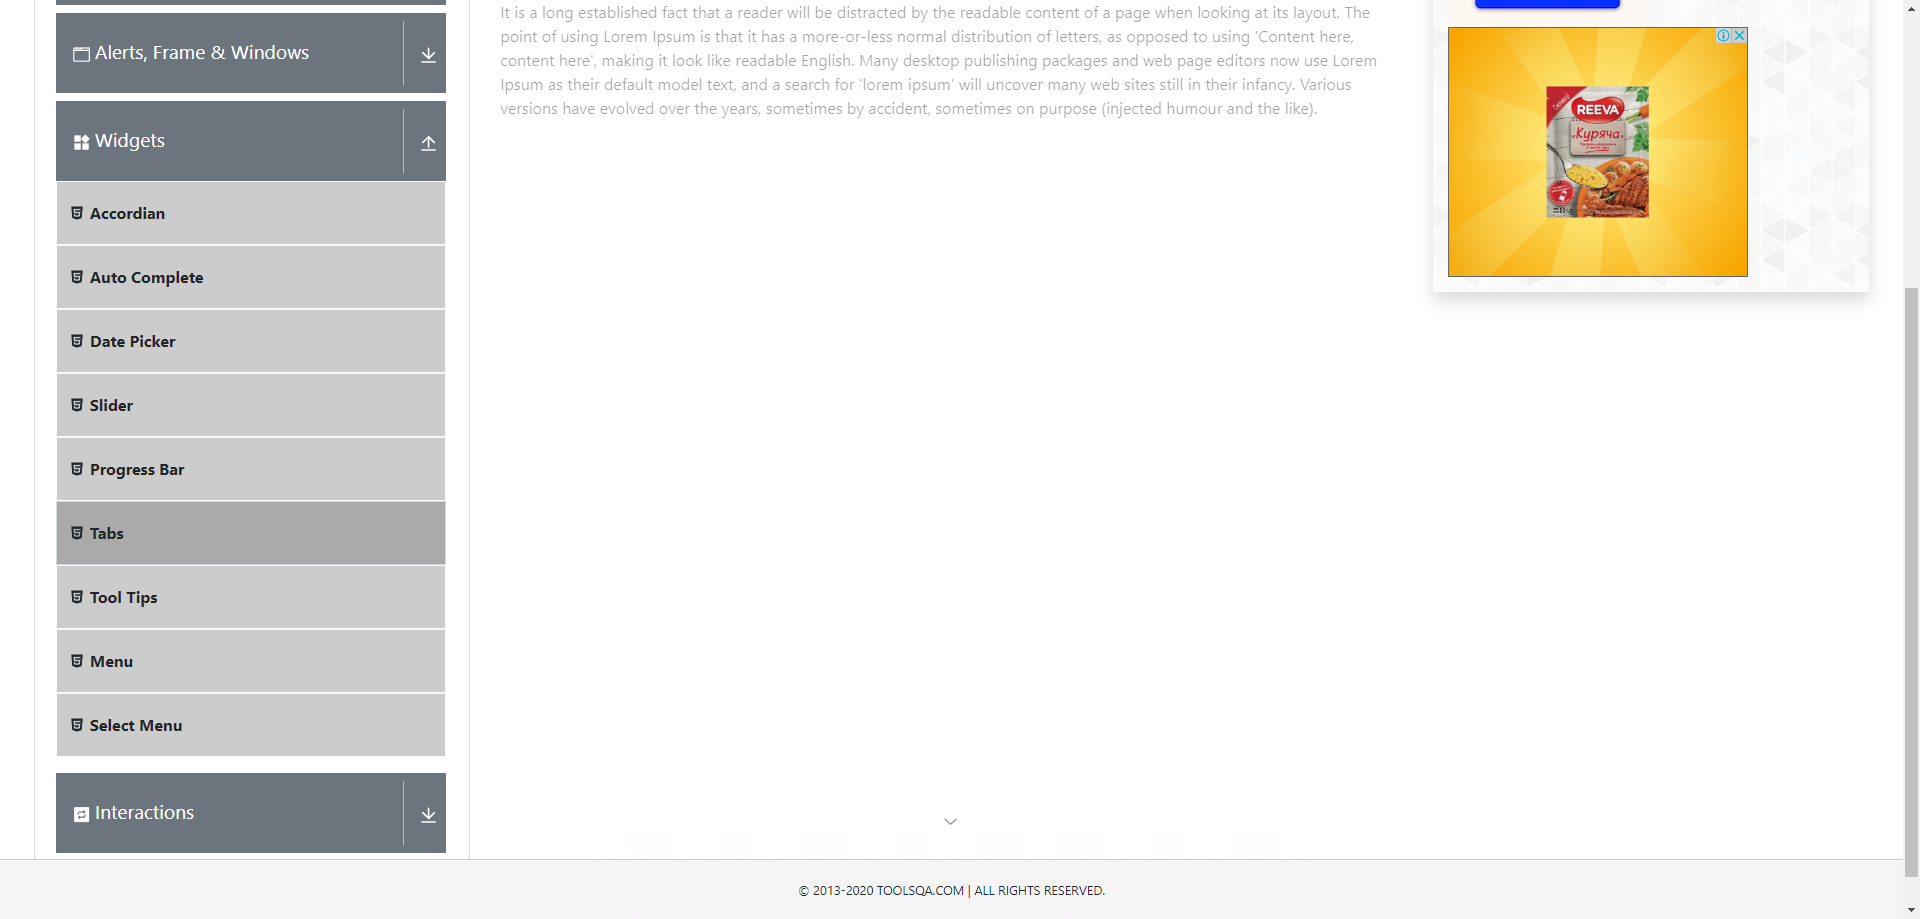 Alerts, Frame & Windows
Widgets
Accordian
Auto Complete
Date Picker
Slider
Progress Bar
Tabs
Tool Tips
Menu
Select Menu
Interactions
It is a long established fact that a reader will be distracted by the readable content of a page when looking at its layout. The
point of using Lorem Ipsum is that it has a more-or-less normal distribution of letters, as opposed to using 'Content here,
content here', making it look like readable English. Many desktop publishing packages and web page editors now use Lorem
Ipsum as their default model text, and a search for 'lorem ipsum' will uncover many web sites still in their infancy. Various
versions have evolved over the years, sometimes by accident, sometimes on purpose (injected humour and the like).
REEVA
«Куряча»
© 2013-2020 TOOLSQA.COM | ALL RIGHTS RESERVED.